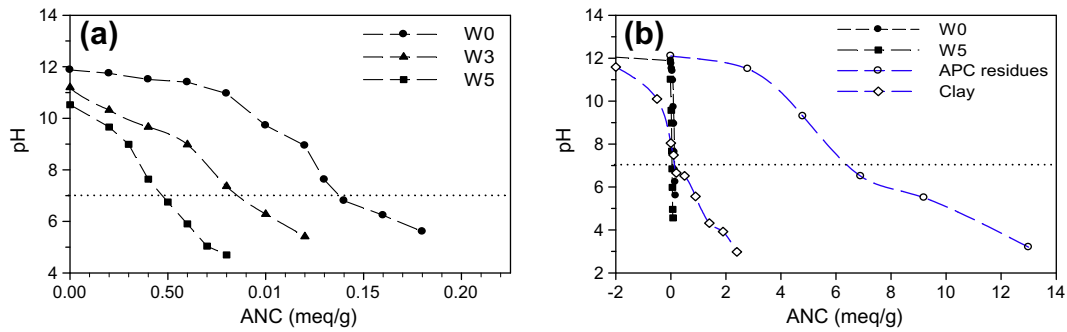 (a)
W0
W3
W5
14
12
10
8
6
4
pH
0.00 0.50 0.01 0.15 0.20
ANC (meq/g)
(b)
W0
W5
APC residues
Clay
14
12
10
8
6
4
2
pH
-2 0 2 4 6 8 10 12 14
ANC (meq/g)